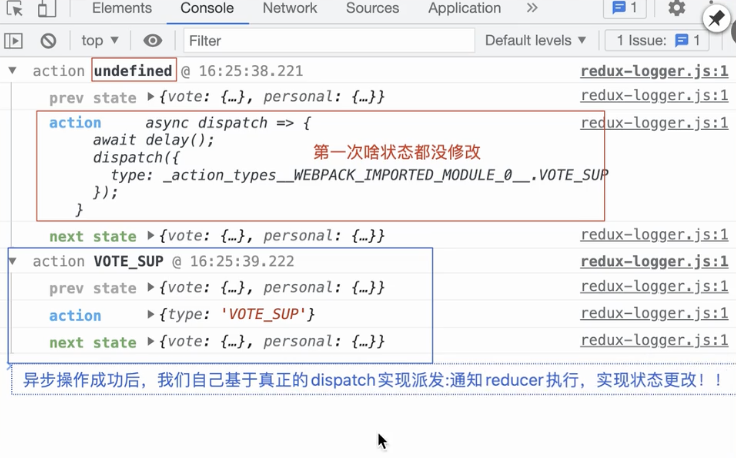 Elements Console Network Sources Application » 1
top ▼ Filter Default levels ▼ 1 Issue: 1
▼ action undefined @ 16:25:38.221 redux-logger.js:1
prev state ▶{vote: {…}, personal: {…}} redux-logger.js:1
action async dispatch => { redux-logger.js:1
await delay();
dispatch({
第一次啥状态都没修改
type: _action_types__WEBPACK_IMPORTED_MODULE_0__.VOTE_SUP
});
}
next state ▶{vote: {…}, personal: {…}} redux-logger.js:1
▼ action VOTE_SUP @ 16:25:39.222 redux-logger.js:1
prev state ▶{vote: {…}, personal: {…}} redux-logger.js:1
action ▶{type: 'VOTE_SUP'} redux-logger.js:1
next state ▶{vote: {…}, personal: {…}} redux-logger.js:1
异步操作成功后，我们自己基于真正的dispatch实现派发:通知reducer执行，实现状态更改！！